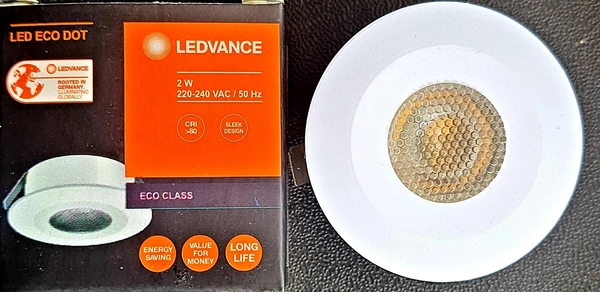 LED ECO DOT
LEDVANCE
ROOTED IN
GERMANY.
ILLUMINATING
GLOBALLY.
LEDVANCE
2 W
220-240 VAC / 50 Hz
CRI
>80
SLEEK
DESIGN
ECO CLASS
ENERGY
SAVING
VALUE
FOR
MONEY
LONG
LIFE